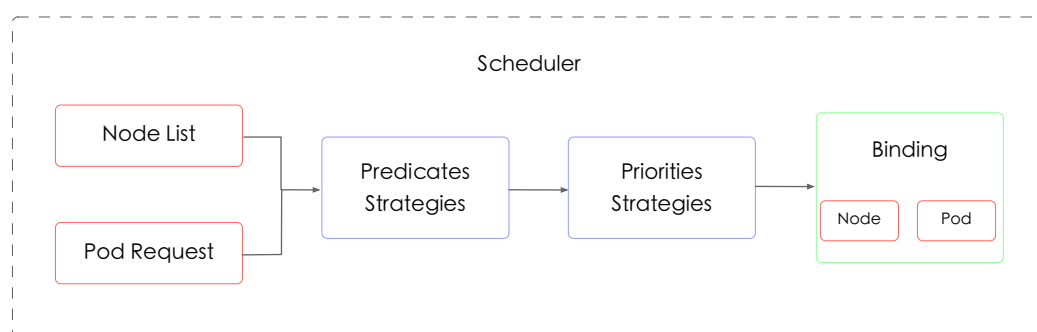 Scheduler
Node List
Pod Request
Predicates
Strategies
Priorities
Strategies
Binding
Node
Pod